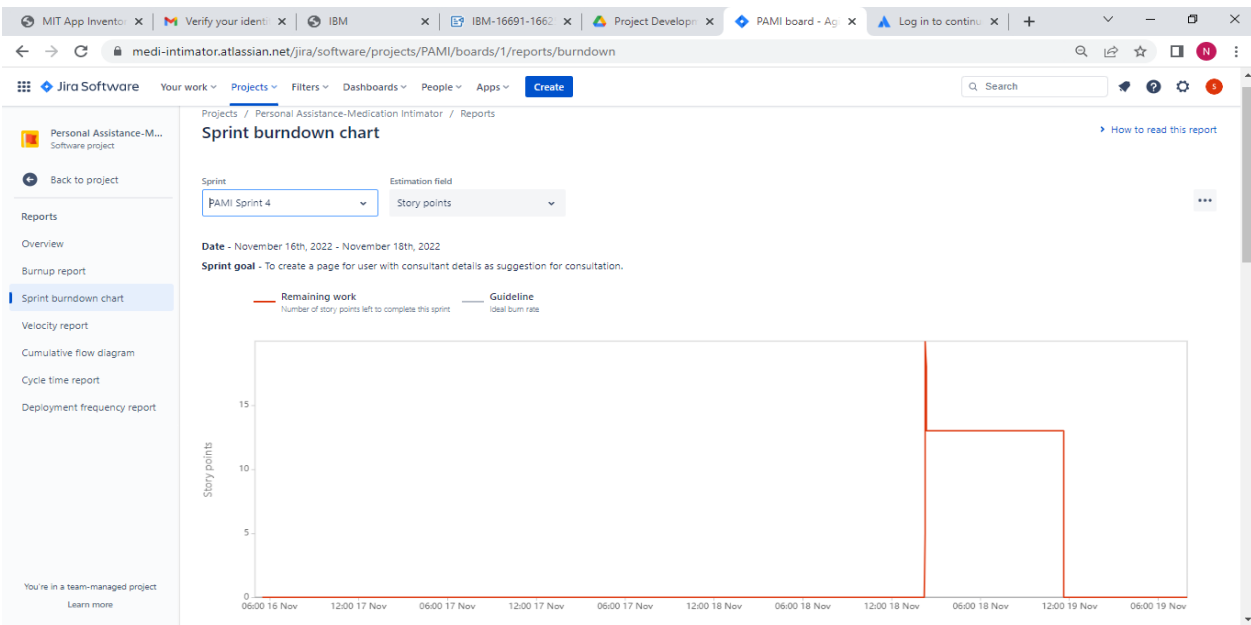 MIT App Inventor
Verify your identi
IBM
IBM-16691-1662
Project Developm
PAMI board - Ag
Log in to continu
medi-intimator.atlassian.net/jira/software/projects/PAMI/boards/1/reports/burndown
N
Jira Software
Your work Projects Filters Dashboards People Apps Create
Search
S
Personal Assistance-M...
Software project
Back to project
Reports
Overview
Burnup report
Sprint burndown chart
Velocity report
Cumulative flow diagram
Cycle time report
Deployment frequency report
You're in a team-managed project
Learn more
Projects / Personal Assistance-Medication Intimator / Reports
Sprint burndown chart
How to read this report
Sprint
Estimation field
PAMI Sprint 4
Story points
Date - November 16th, 2022 - November 18th, 2022
Sprint goal - To create a page for user with consultant details as suggestion for consultation.
Remaining work
Number of story points left to complete this sprint
Guideline
Ideal burn rate
Story points
15
10
5
0
06:00 16 Nov 12:00 17 Nov 06:00 17 Nov 12:00 17 Nov 06:00 17 Nov 12:00 18 Nov 06:00 18 Nov 12:00 18 Nov 06:00 18 Nov 12:00 19 Nov 06:00 19 Nov